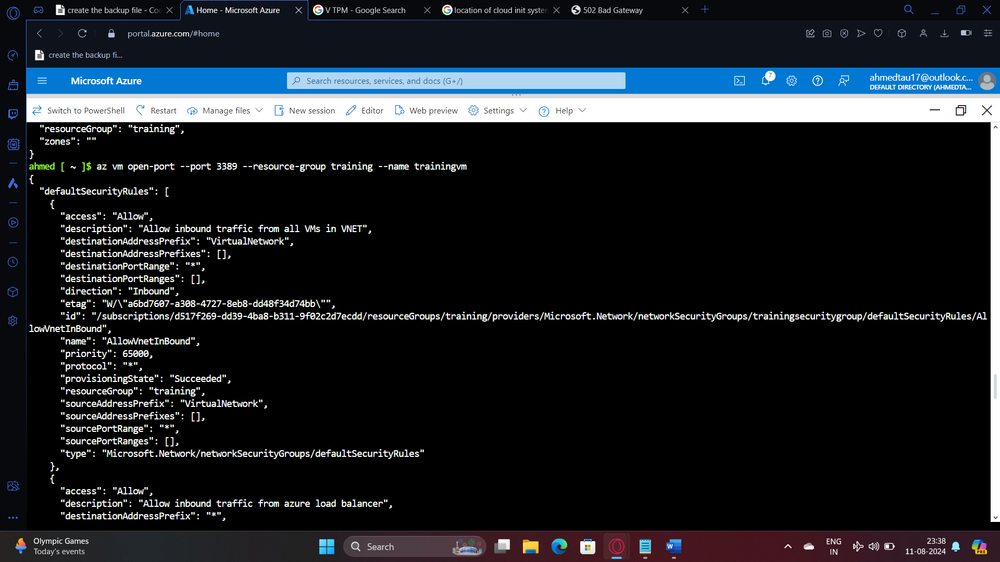 create the backup file - Coo
Home - Microsoft Azure
V TPM - Google Search
location of cloud init system
502 Bad Gateway
portal.azure.com/#home
create the backup fi...
Microsoft Azure
Search resources, services, and docs (G+/)
7
ahmedtau17@outlook.c...
DEFAULT DIRECTORY (AHMEDTA...
Switch to PowerShell
Restart
Manage files
New session
Editor
Web preview
Settings
Help
"resourceGroup": "training",
"zones": ""
}
ahmed [ ~ ]$ az vm open-port --port 3389 --resource-group training --name trainingvm
{
"defaultSecurityRules": [
{
"access": "Allow",
"description": "Allow inbound traffic from all VMs in VNET",
"destinationAddressPrefix": "VirtualNetwork",
"destinationAddressPrefixes": [],
"destinationPortRange": "*",
"destinationPortRanges": [],
"direction": "Inbound",
"etag": "W/\"a6bd7607-a308-4727-8eb8-dd48f34d74bb\"",
"id": "/subscriptions/d517f269-dd39-4ba8-b311-9f02c2d7ecdd/resourceGroups/training/providers/Microsoft.Network/networkSecurityGroups/trainingsecuritygroup/defaultSecurityRules/Al
lowVnetInBound",
"name": "AllowVnetInBound",
"priority": 65000,
"protocol": "*",
"provisioningState": "Succeeded",
"resourceGroup": "training",
"sourceAddressPrefix": "VirtualNetwork",
"sourceAddressPrefixes": [],
"sourcePortRange": "*",
"sourcePortRanges": [],
"type": "Microsoft.Network/networkSecurityGroups/defaultSecurityRules"
},
{
"access": "Allow",
"description": "Allow inbound traffic from azure load balancer",
"destinationAddressPrefix": "*",
Olympic Games
Today's events
Search
ENG
IN
23:38
11-08-2024
PRE